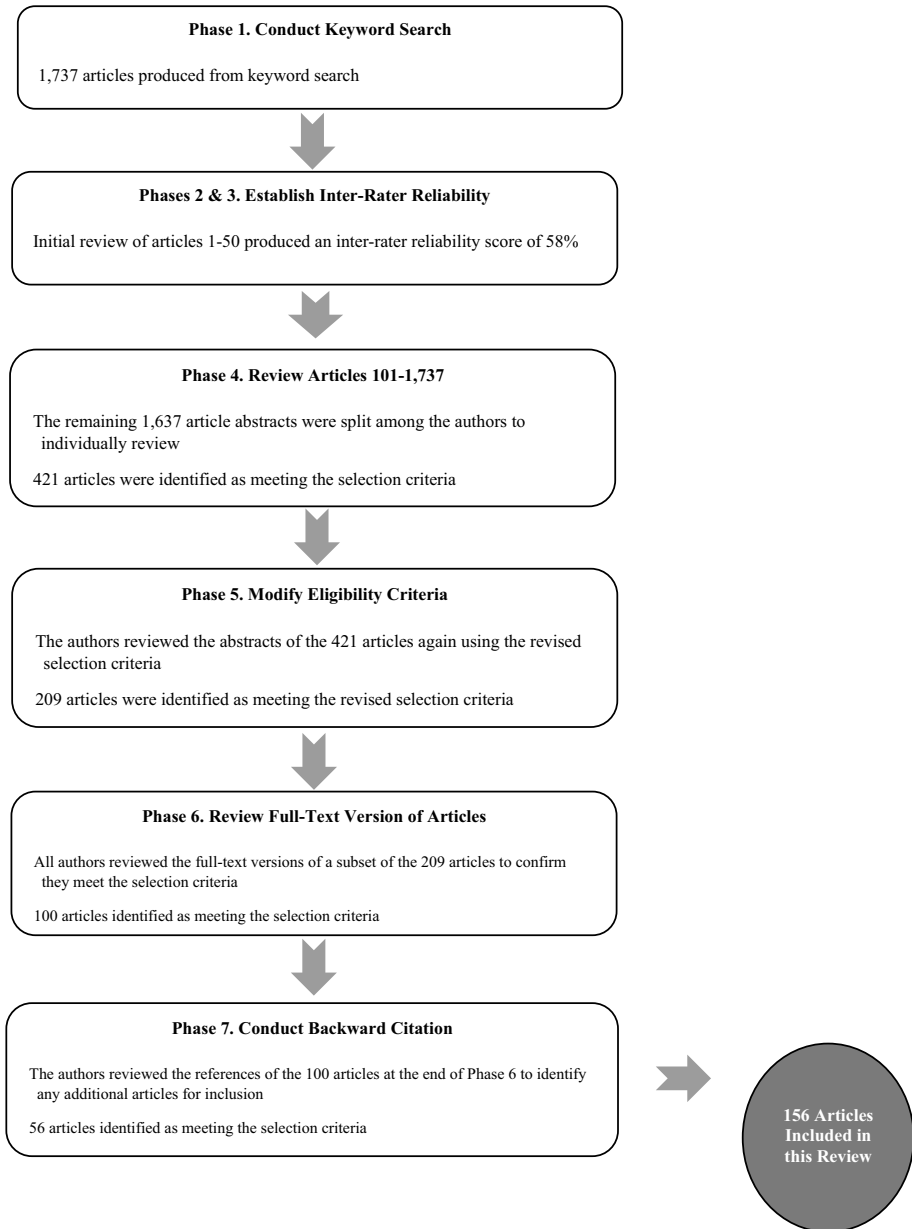 Phase 1. Conduct Keyword Search
1,737 articles produced from keyword search
Phases 2 & 3. Establish Inter-Rater Reliability
Initial review of articles 1-50 produced an inter-rater reliability score of 58%
Phase 4. Review Articles 101-1,737
The remaining 1,637 article abstracts were split among the authors to
individually review
421 articles were identified as meeting the selection criteria
Phase 5. Modify Eligibility Criteria
The authors reviewed the abstracts of the 421 articles again using the revised
selection criteria
209 articles were identified as meeting the revised selection criteria
Phase 6. Review Full-Text Version of Articles
All authors reviewed the full-text versions of a subset of the 209 articles to confirm
they meet the selection criteria
100 articles identified as meeting the selection criteria
Phase 7. Conduct Backward Citation
The authors reviewed the references of the 100 articles at the end of Phase 6 to identify
any additional articles for inclusion
56 articles identified as meeting the selection criteria
156 Articles
Included in
this Review